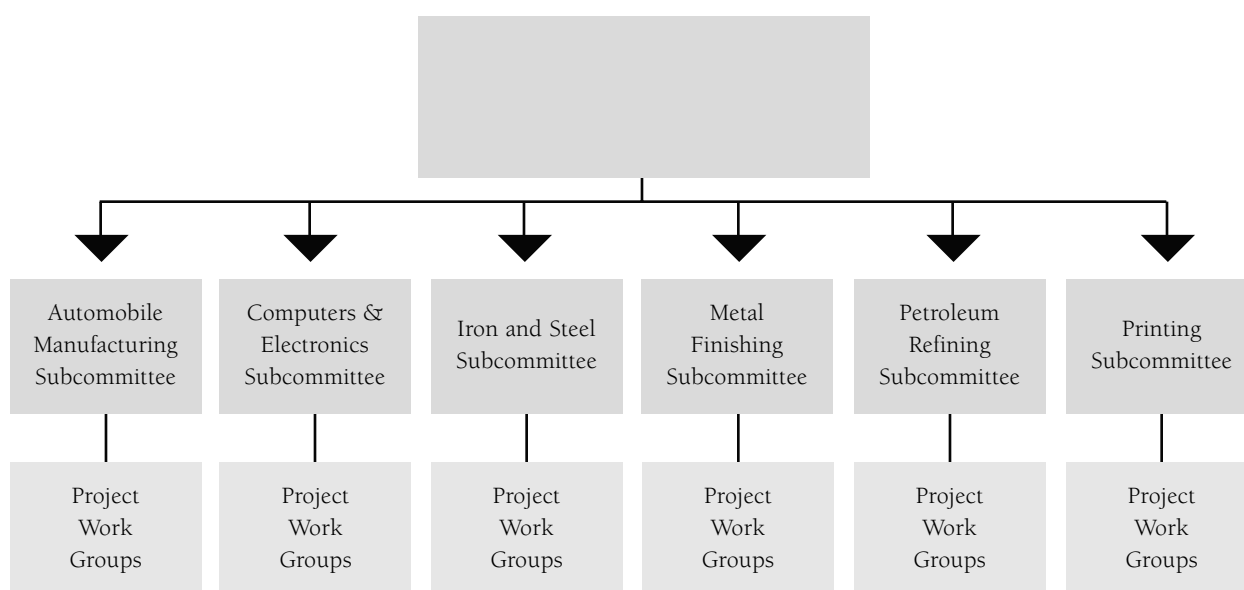 Automobile
Manufacturing
Subcommittee
Computers &
Electronics
Subcommittee
Iron and Steel
Subcommittee
Metal
Finishing
Subcommittee
Petroleum
Refining
Subcommittee
Printing
Subcommittee
Project
Work
Groups
Project
Work
Groups
Project
Work
Groups
Project
Work
Groups
Project
Work
Groups
Project
Work
Groups